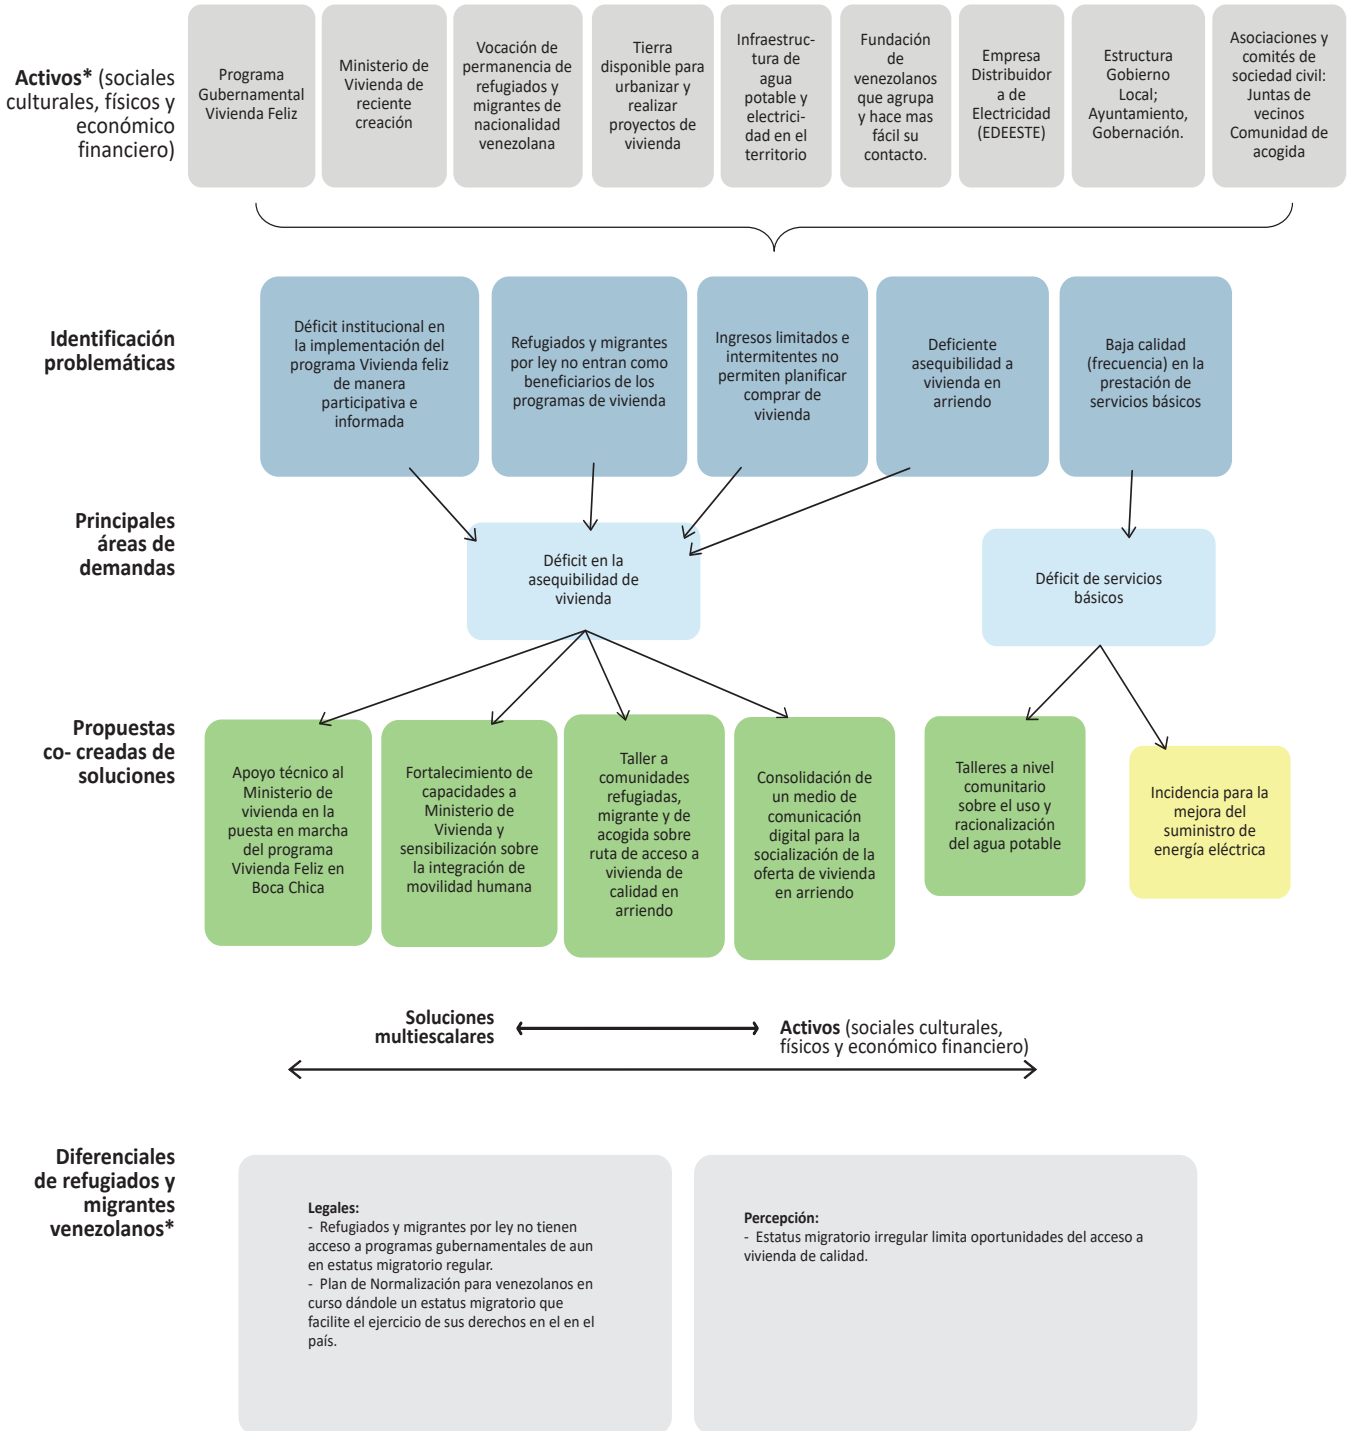 Activos* (sociales
culturales, físicos y
económico
financiero)
Programa
Gubernamental
Vivienda Feliz
Ministerio de
Vivienda de
reciente
creación
Vocación de
permanencia de
refugiados y
migrantes de
nacionalidad
venezolana
Tierra
disponible para
urbanizar y
realizar
proyectos de
vivienda
Infraestruc-
tura de
agua
potable y
electrici-
dad en el
territorio
Fundación
de
venezolanos
que agrupa
y hace mas
fácil su
contacto.
Empresa
Distribuidor
a de
Electricidad
(EDEESTE)
Estructura
Gobierno
Local;
Ayuntamiento,
Gobernación.
Asociaciones y
comités de
sociedad civil:
Juntas de
vecinos
Comunidad de
acogida
Identificación
problemáticas
Déficit institucional en
la implementación del
programa Vivienda feliz
de manera
participativa e
informada
Refugiados y migrantes
por ley no entran como
beneficiarios de los
programas de vivienda
Ingresos limitados e
intermitentes no
permiten planificar
comprar de
vivienda
Deficiente
asequibilidad a
vivienda en
arriendo
Baja calidad
(frecuencia) en la
prestación de
servicios básicos
Principales
áreas de
demandas
Déficit en la
asequibilidad de
vivienda
Déficit de servicios
básicos
Propuestas
co- creadas de
soluciones
Apoyo técnico al
Ministerio de
vivienda en la
puesta en marcha
del programa
Vivienda Feliz en
Boca Chica
Fortalecimiento de
capacidades a
Ministerio de
Vivienda y
sensibilización sobre
la integración de
movilidad humana
Taller a
comunidades
refugiadas,
migrante y de
acogida sobre
ruta de acceso a
vivienda de
calidad en
arriendo
Consolidación de
un medio de
comunicación
digital para la
socialización de la
oferta de vivienda
en arriendo
Talleres a nivel
comunitario
sobre el uso y
racionalización
del agua potable
Incidencia para la
mejora del
suministro de
energía eléctrica
Soluciones
multiescalares
Activos (sociales culturales,
físicos y económico financiero)
Diferenciales
de refugiados y
migrantes
venezolanos*
Legales:
- Refugiados y migrantes por ley no tienen
acceso a programas gubernamentales de aun
en estatus migratorio regular.
- Plan de Normalización para venezolanos en
curso dándole un estatus migratorio que
facilite el ejercicio de sus derechos en el en el
país.
Percepción:
- Estatus migratorio irregular limita oportunidades del acceso a
vivienda de calidad.